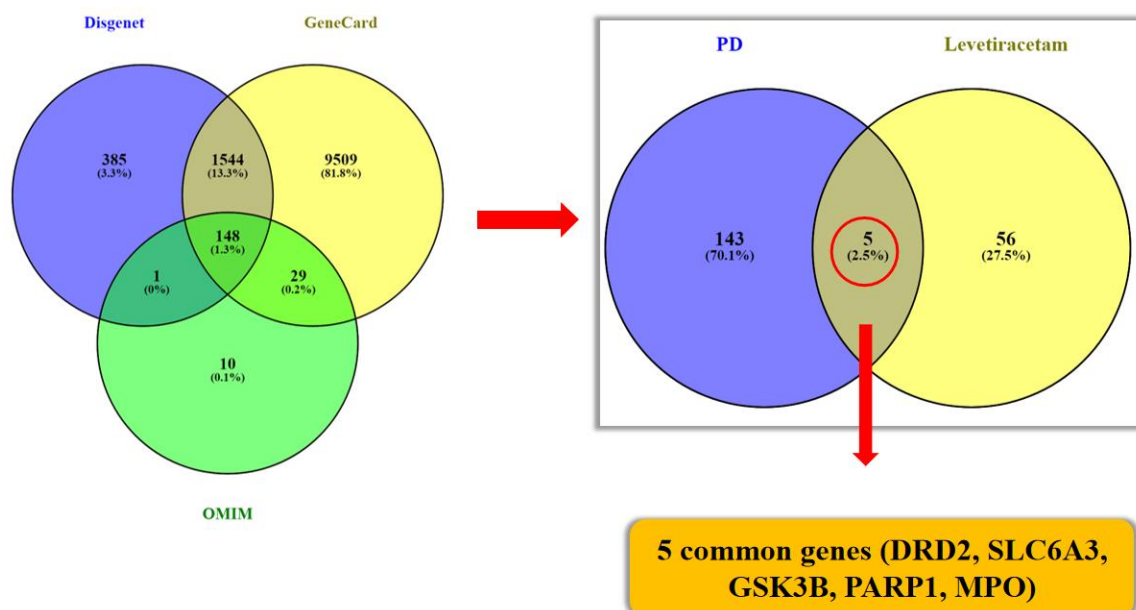 Disgenet
GeneCard
385
(3.3%)
1544
(13.3%)
9509
(81.8%)
148
(1.3%)
1
(0%)
29
(0.2%)
10
(0.1%)
OMIM
PD
Levetiracetam
143
(70.1%)
5
(2.5%)
56
(27.5%)
5 common genes (DRD2, SLC6A3,
GSK3B, PARP1, MPO)